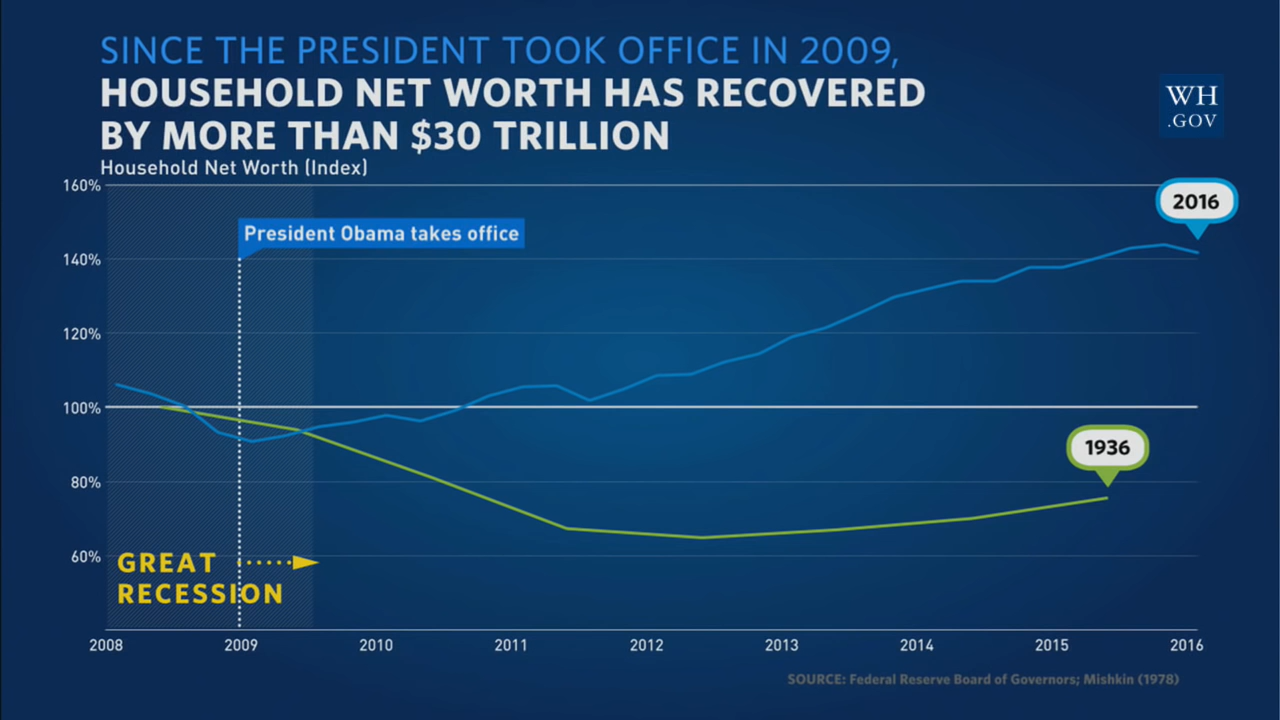 SINCE THE PRESIDENT TOOK OFFICE IN 2009,
HOUSEHOLD NET WORTH HAS RECOVERED
BY MORE THAN $30 TRILLION
WH
.GOV
Household Net Worth (Index)
160%
2016
President Obama takes office
140%
120%
100%
1936
80%
60%
GREAT
RECESSION
2008 2009 2010 2011 2012 2013 2014 2015 2016
SOURCE: Federal Reserve Board of Governors; Mishkin (1978)